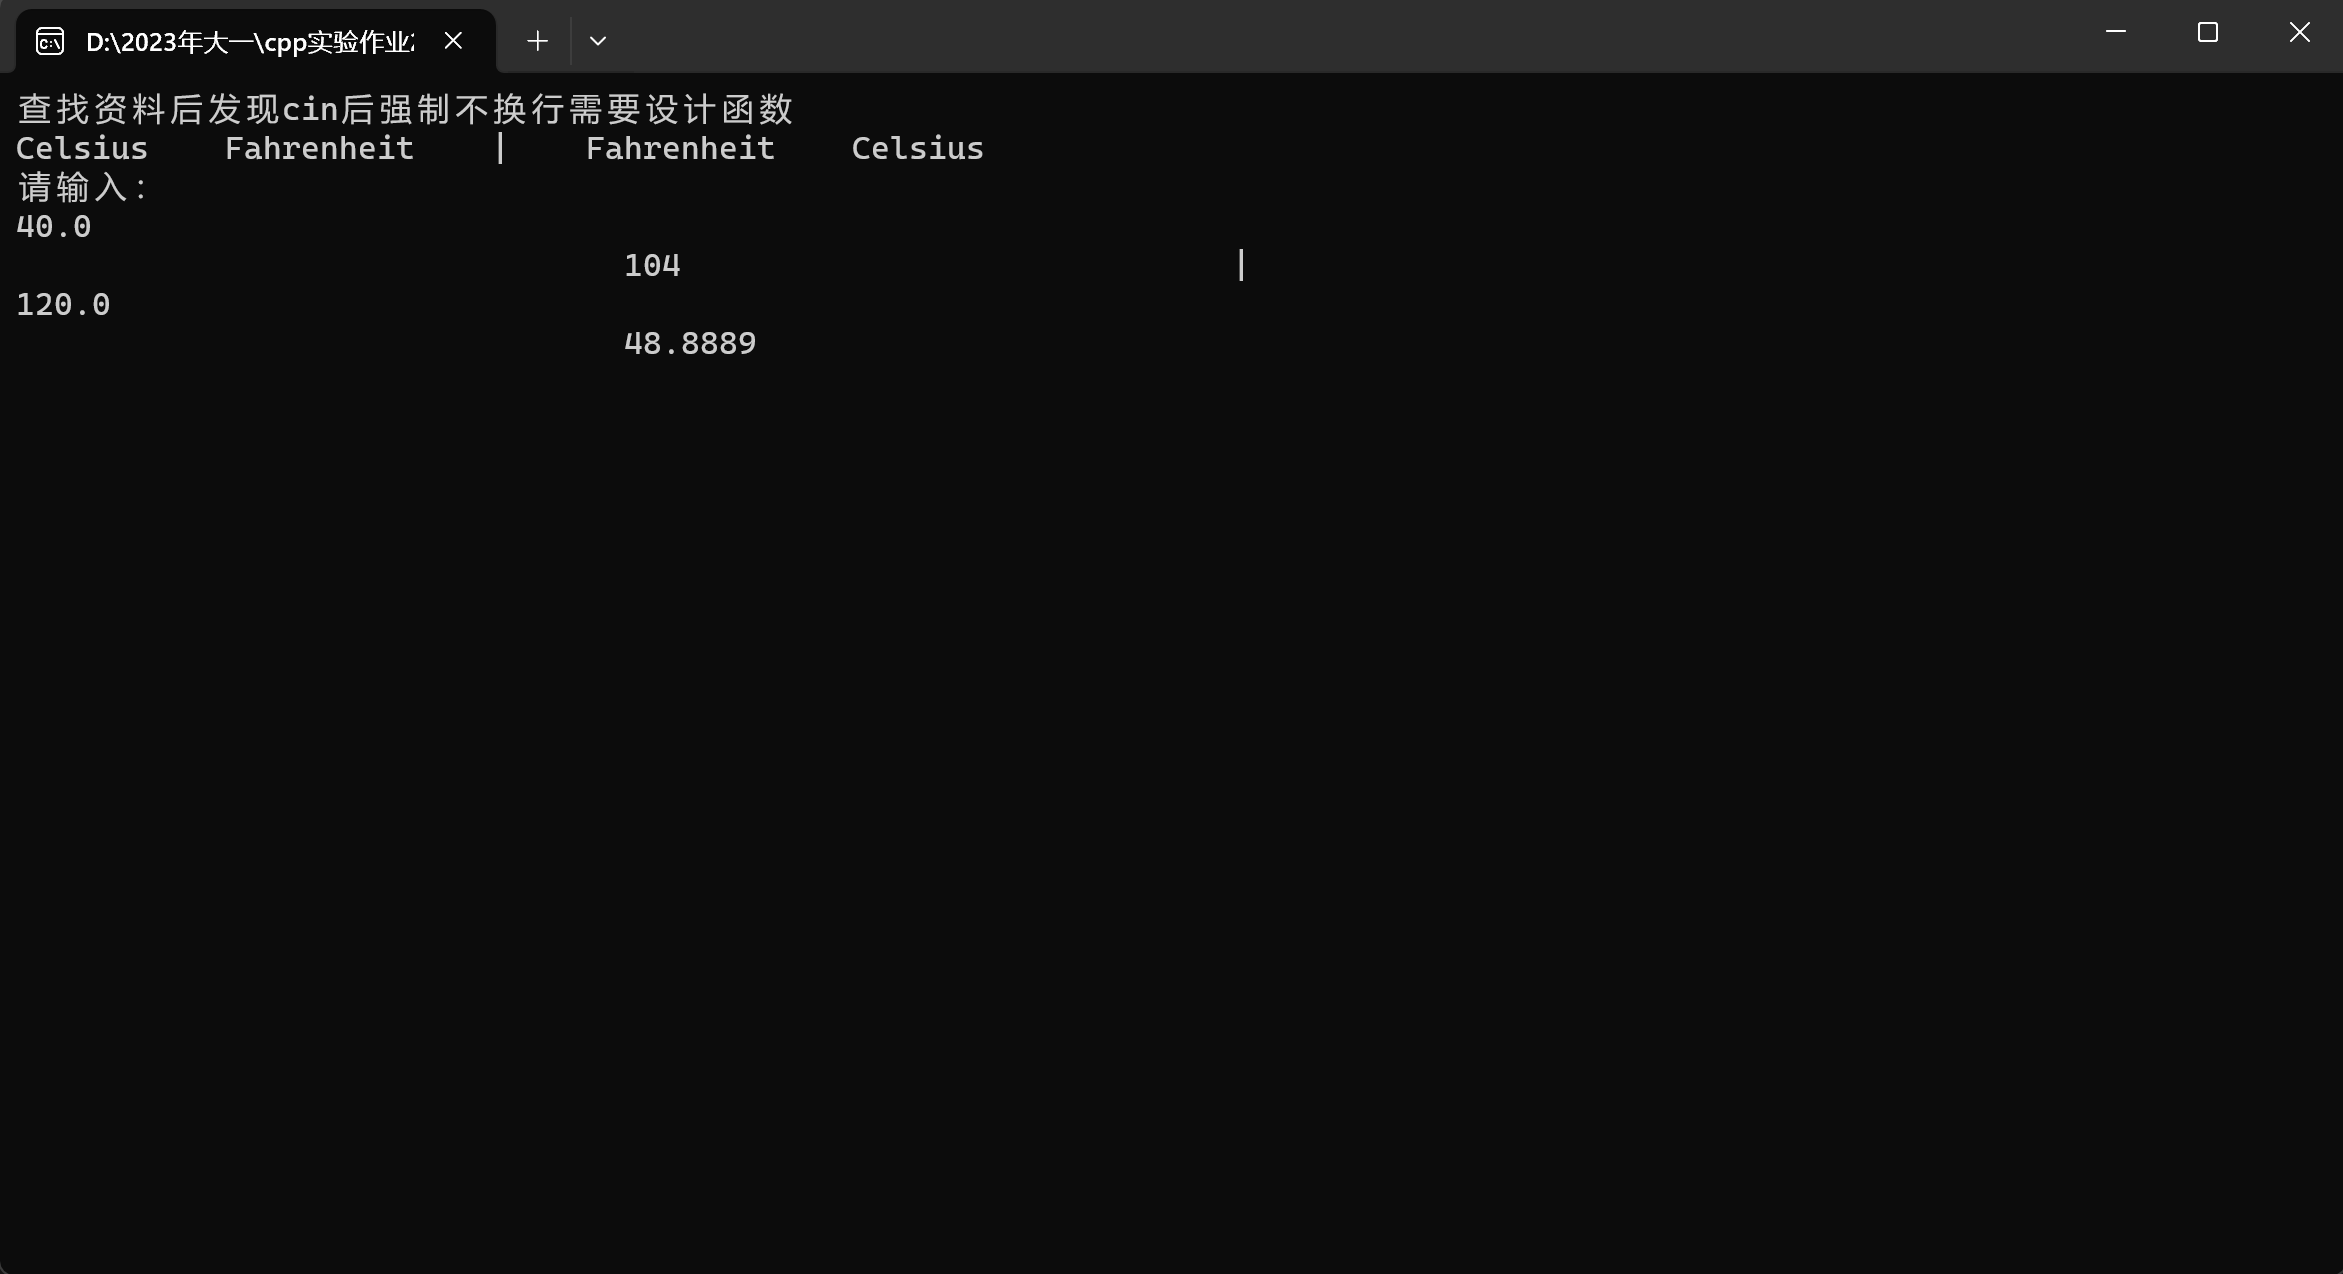 D:\2023年大一\cpp实验作业2
查找资料后发现cin后强制不换行需要设计函数
Celsius    Fahrenheit    |    Fahrenheit    Celsius
请输入：
40.0
104    |
120.0
48.8889